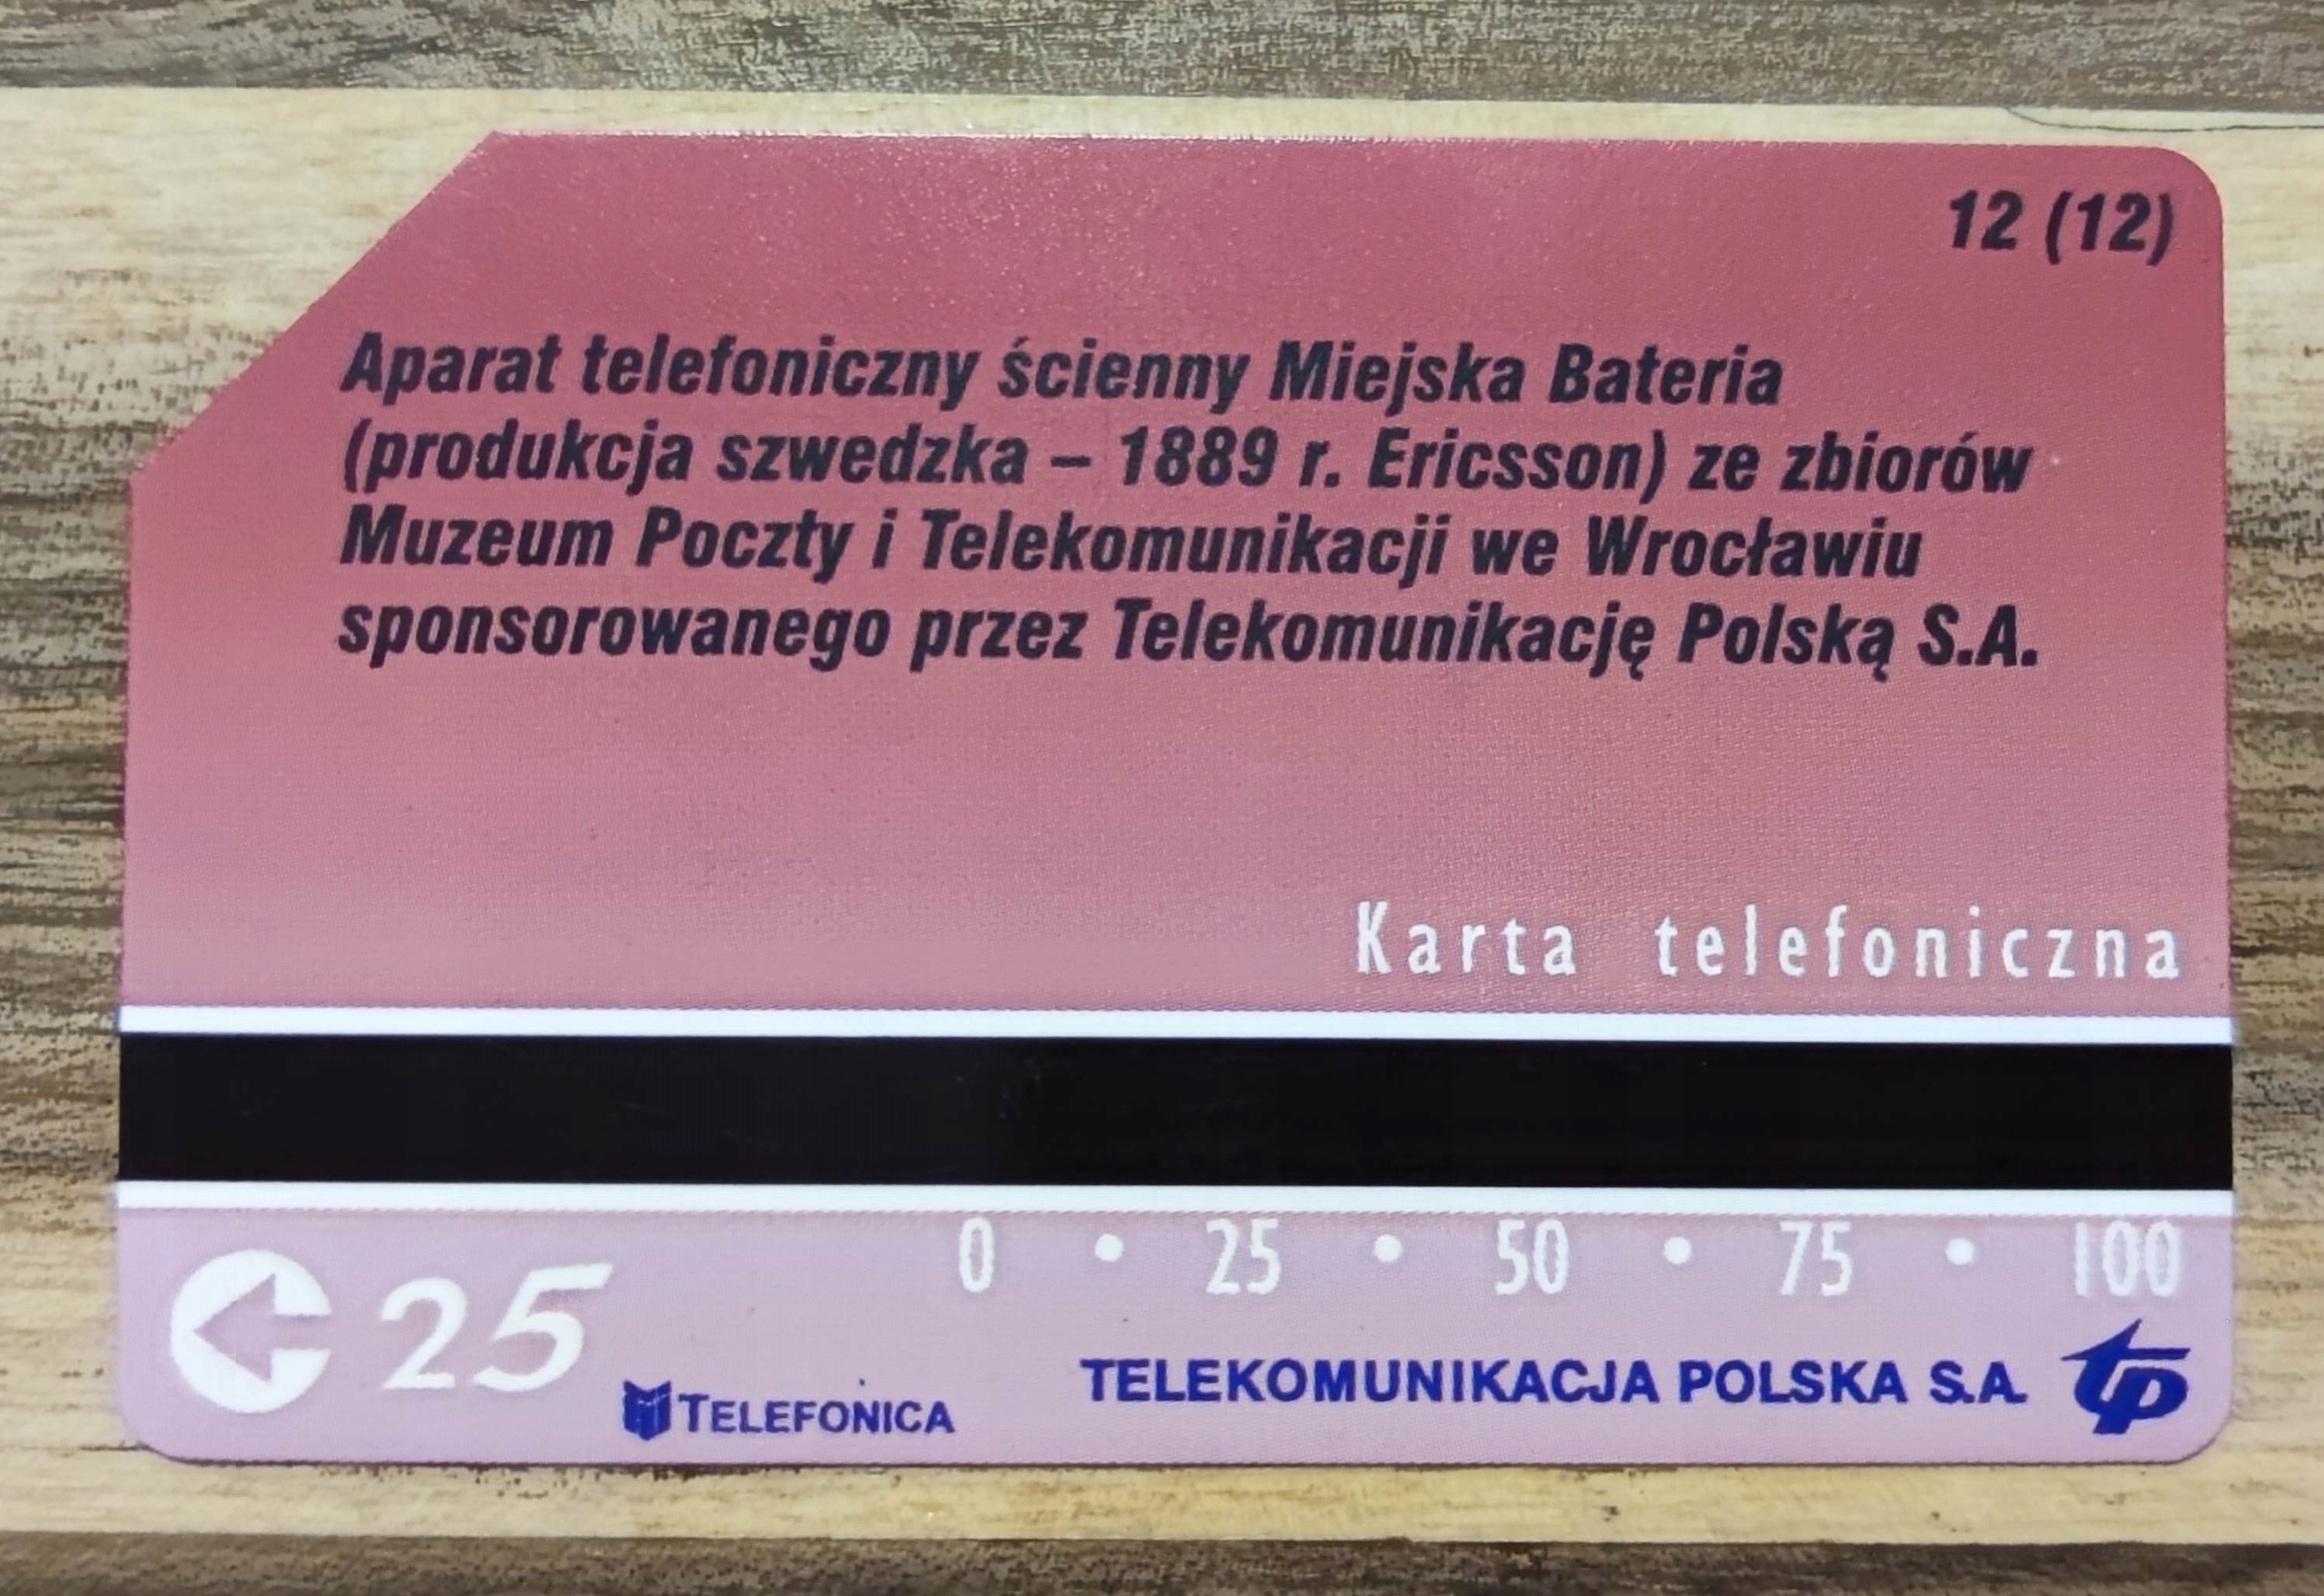 12 (12)
Aparat telefoniczny ścienny Miejska Bateria
(produkcja szwedzka – 1889 r. Ericsson) ze zbiorów
Muzeum Poczty i Telekomunikacji we Wrocławiu
sponsorowanego przez Telekomunikację Polską S.A.
Karta telefoniczna
0 • 25 • 50 • 75 • 100
25
TELEFONICA
TELEKOMUNIKACJA POLSKA S.A. tp